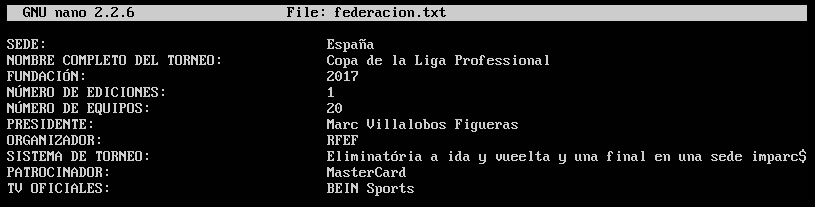 GNU nano 2.2.6 File: federacion.txt
SEDE: España
NOMBRE COMPLETO DEL TORNEO: Copa de la Liga Professional
FUNDACIÓN: 2017
NÚMERO DE EDICIONES: 1
NÚMERO DE EQUIPOS: 20
PRESIDENTE: Marc Villalobos Figueras
ORGANIZADOR: RFEF
SISTEMA DE TORNEO: Eliminatória a ida y vueelta y una final en una sede imparc$
PATROCINADOR: MasterCard
TV OFICIALES: BEIN Sports